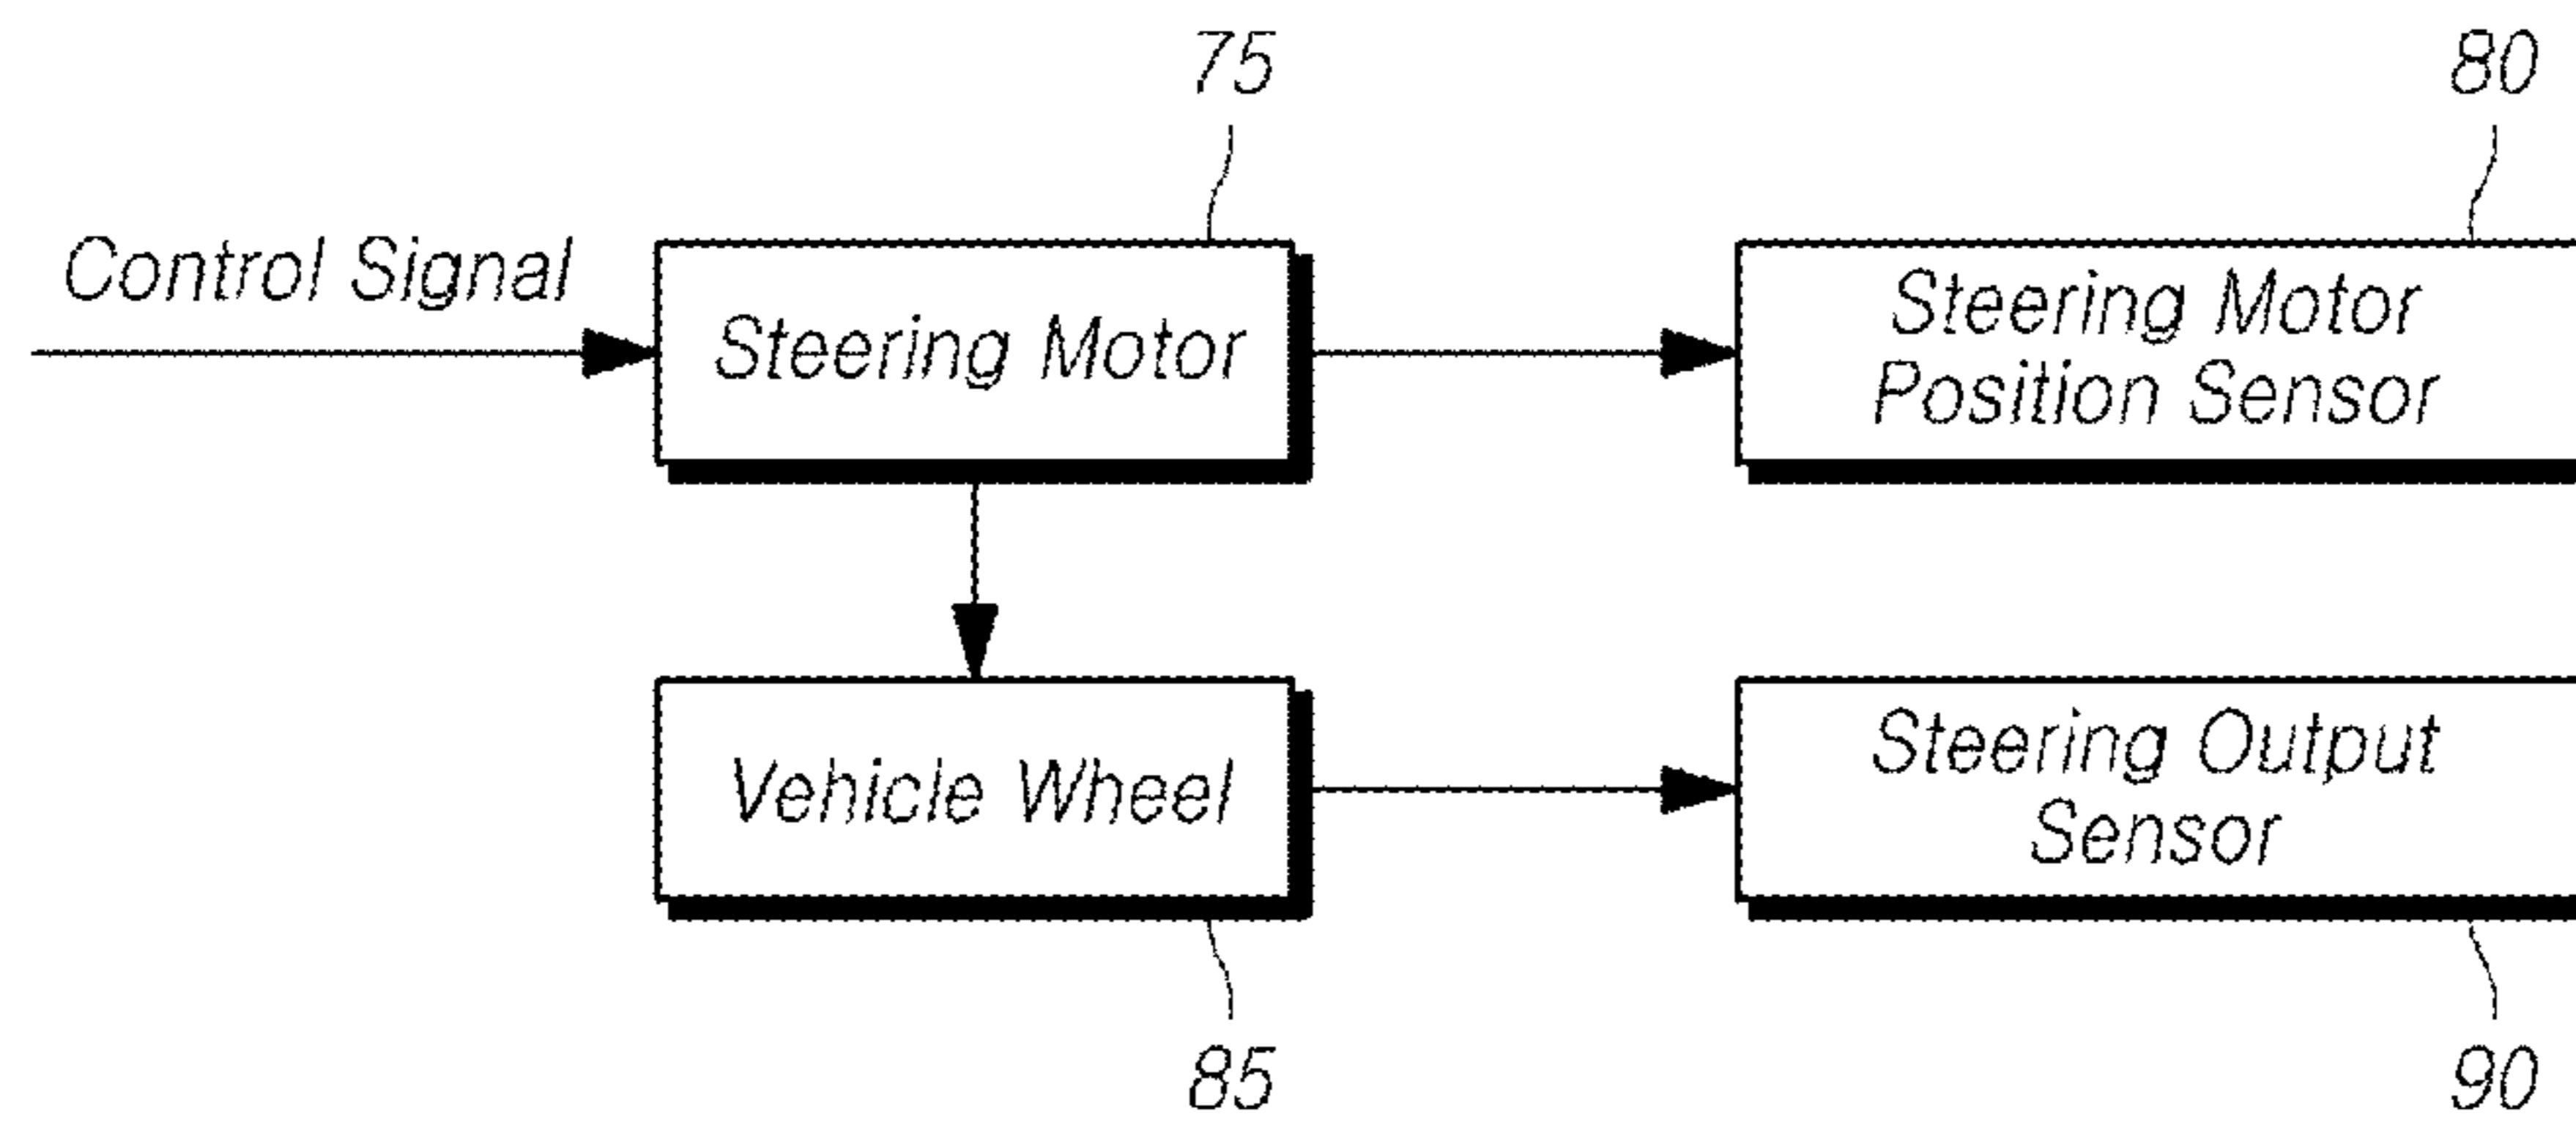 75
80
Control Signal
Steering Motor
Steering Motor
Position Sensor
Vehicle Wheel
Steering Output
Sensor
85
90